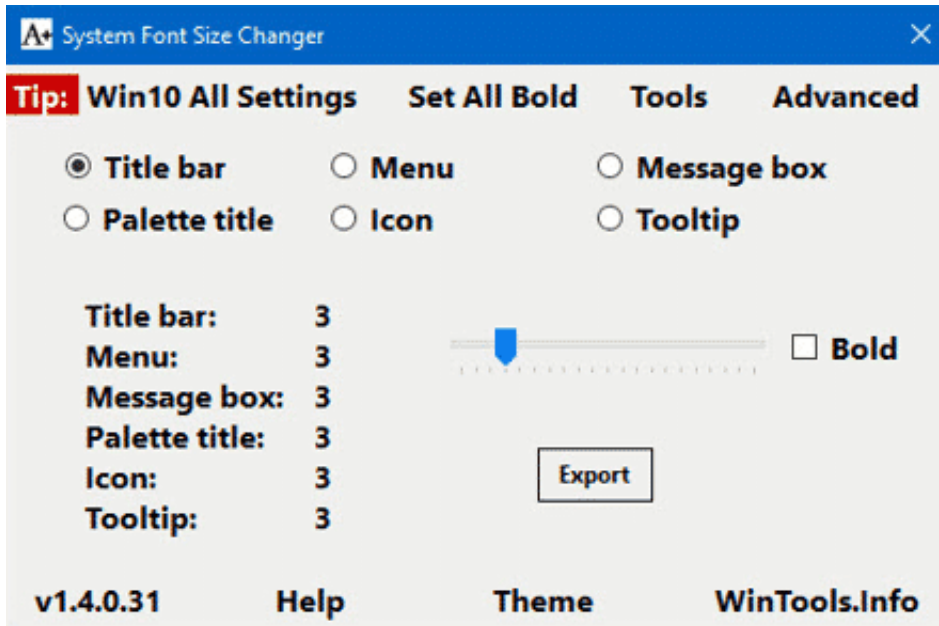 A+ System Font Size Changer
Tip: Win10 All Settings Set All Bold Tools Advanced
Title bar Menu Message box
Palette title Icon Tooltip
Title bar: 3
Menu: 3
Bold
Message box: 3
Palette title: 3
Icon: 3
Export
Tooltip: 3
v1.4.0.31 Help Theme WinTools.Info